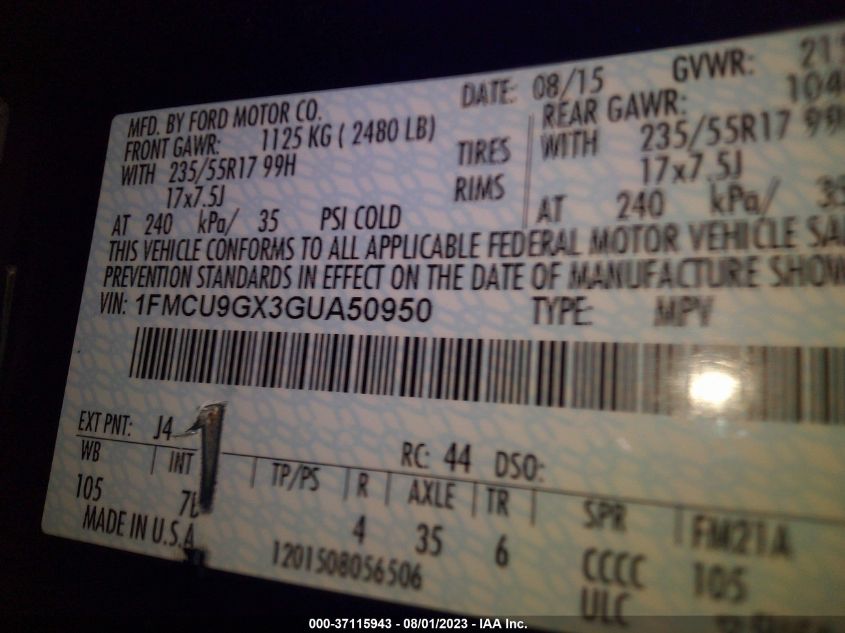 MFD. BY FORD MOTOR CO.
DATE: 08/15 GVWR:
FRONT GAWR: 1125 KG ( 2480 LB)
REAR GAWR:
WITH 235/55R17 99H
TIRES
WITH 235/55R17
17x7.5J
RIMS
17x7.5J
AT 240 kPa/ 35 PSI COLD
AT 240 kPa/
THIS VEHICLE CONFORMS TO ALL APPLICABLE FEDERAL MOTOR VEHICLE
PREVENTION STANDARDS IN EFFECT ON THE DATE OF MANUFACTURE SHOW
VIN: 1FMCU9GX3GUA50950 TYPE: MPV
EXT PNT: J4
RC: 44 DSO:
WB INT TP/PS R AXLE TR SPR FM21A
105 4 35 6 CCCC 105
MADE IN U.S.A
1201508056506
ULC
000-37115943 - 08/01/2023 - IAA Inc.